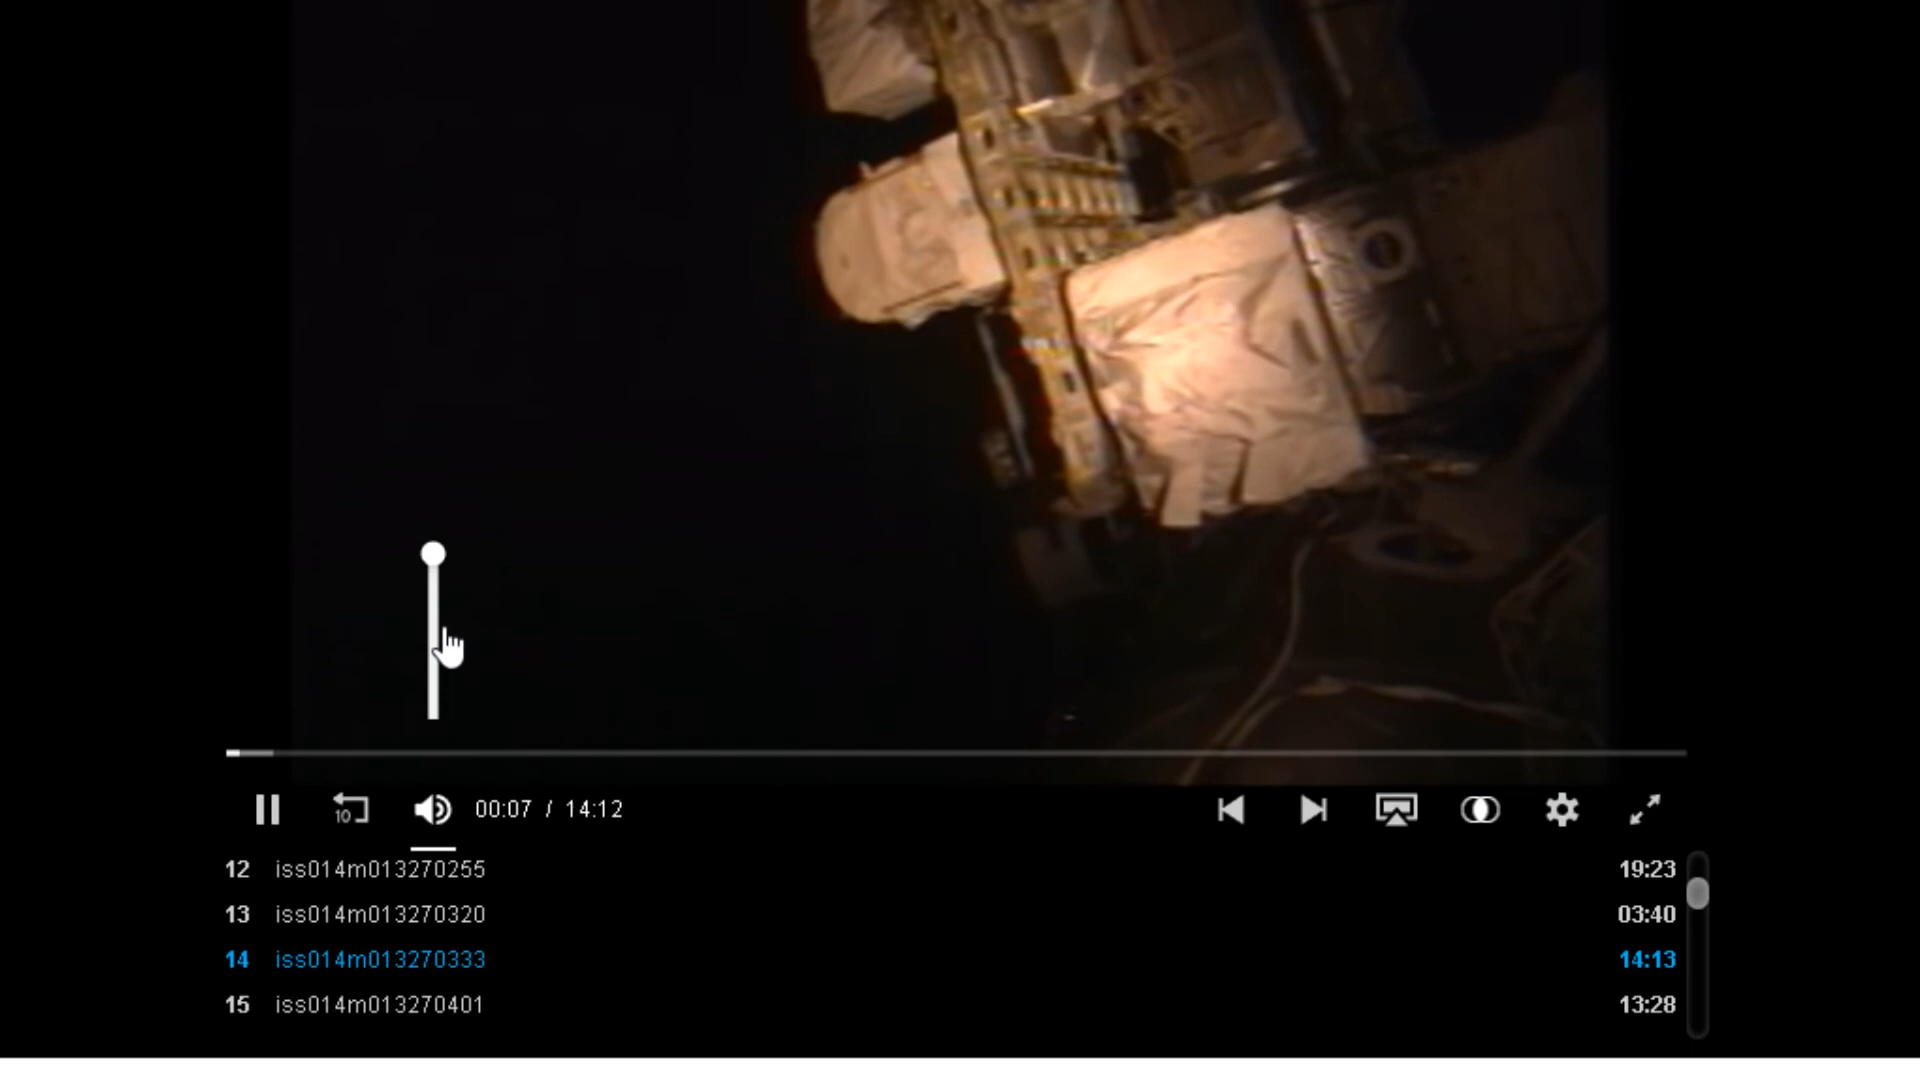 10
00:07 / 14:12
12 iss014m013270255 19:23
13 iss014m013270320 03:40
14 iss014m013270333 14:13
15 iss014m013270401 13:28